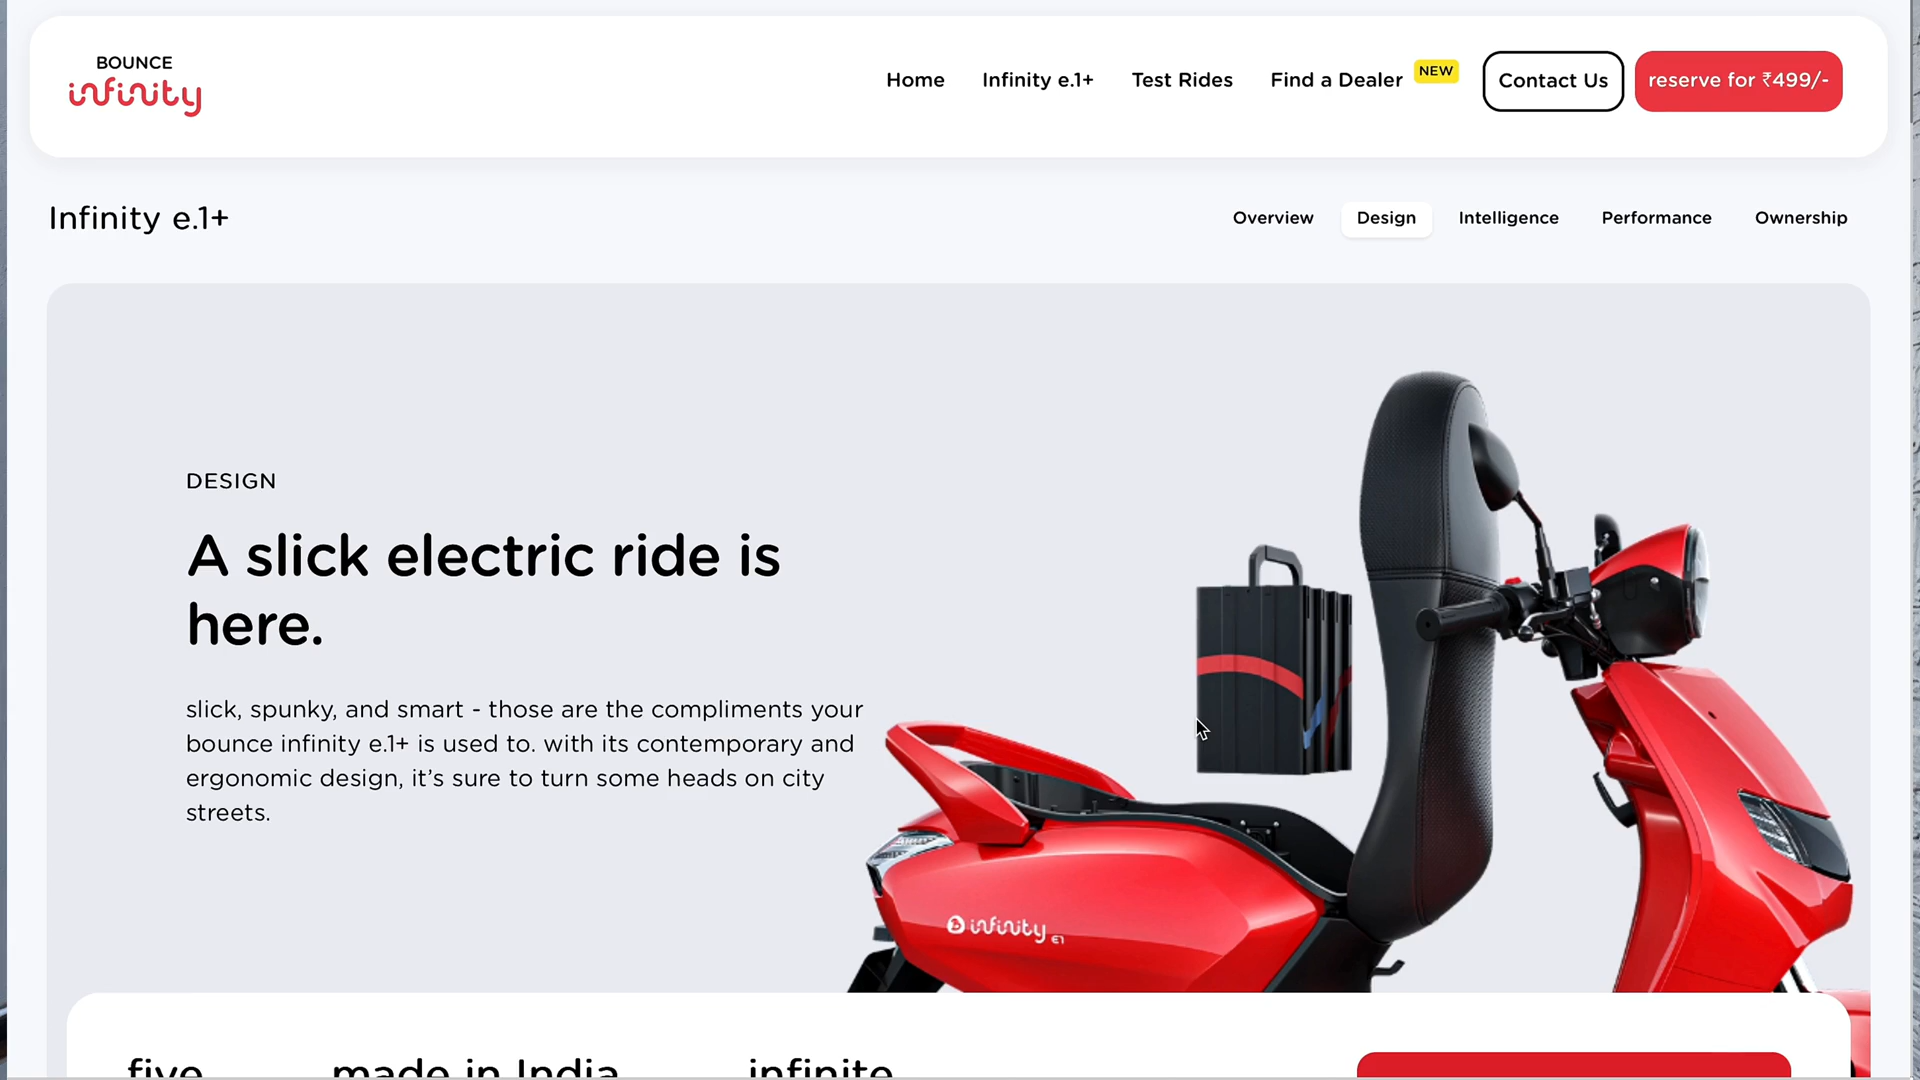 BOUNCE
infinity
Home
Infinity e.1+
Test Rides
Find a Dealer
NEW
Contact Us
reserve for ₹499/-
Infinity e.1+
Overview
Design
Intelligence
Performance
Ownership
DESIGN
A slick electric ride is
here.
slick, spunky, and smart - those are the compliments your
bounce infinity e.1+ is used to. with its contemporary and
ergonomic design, it’s sure to turn some heads on city
streets.
infinity E1
five
made in India
infinite